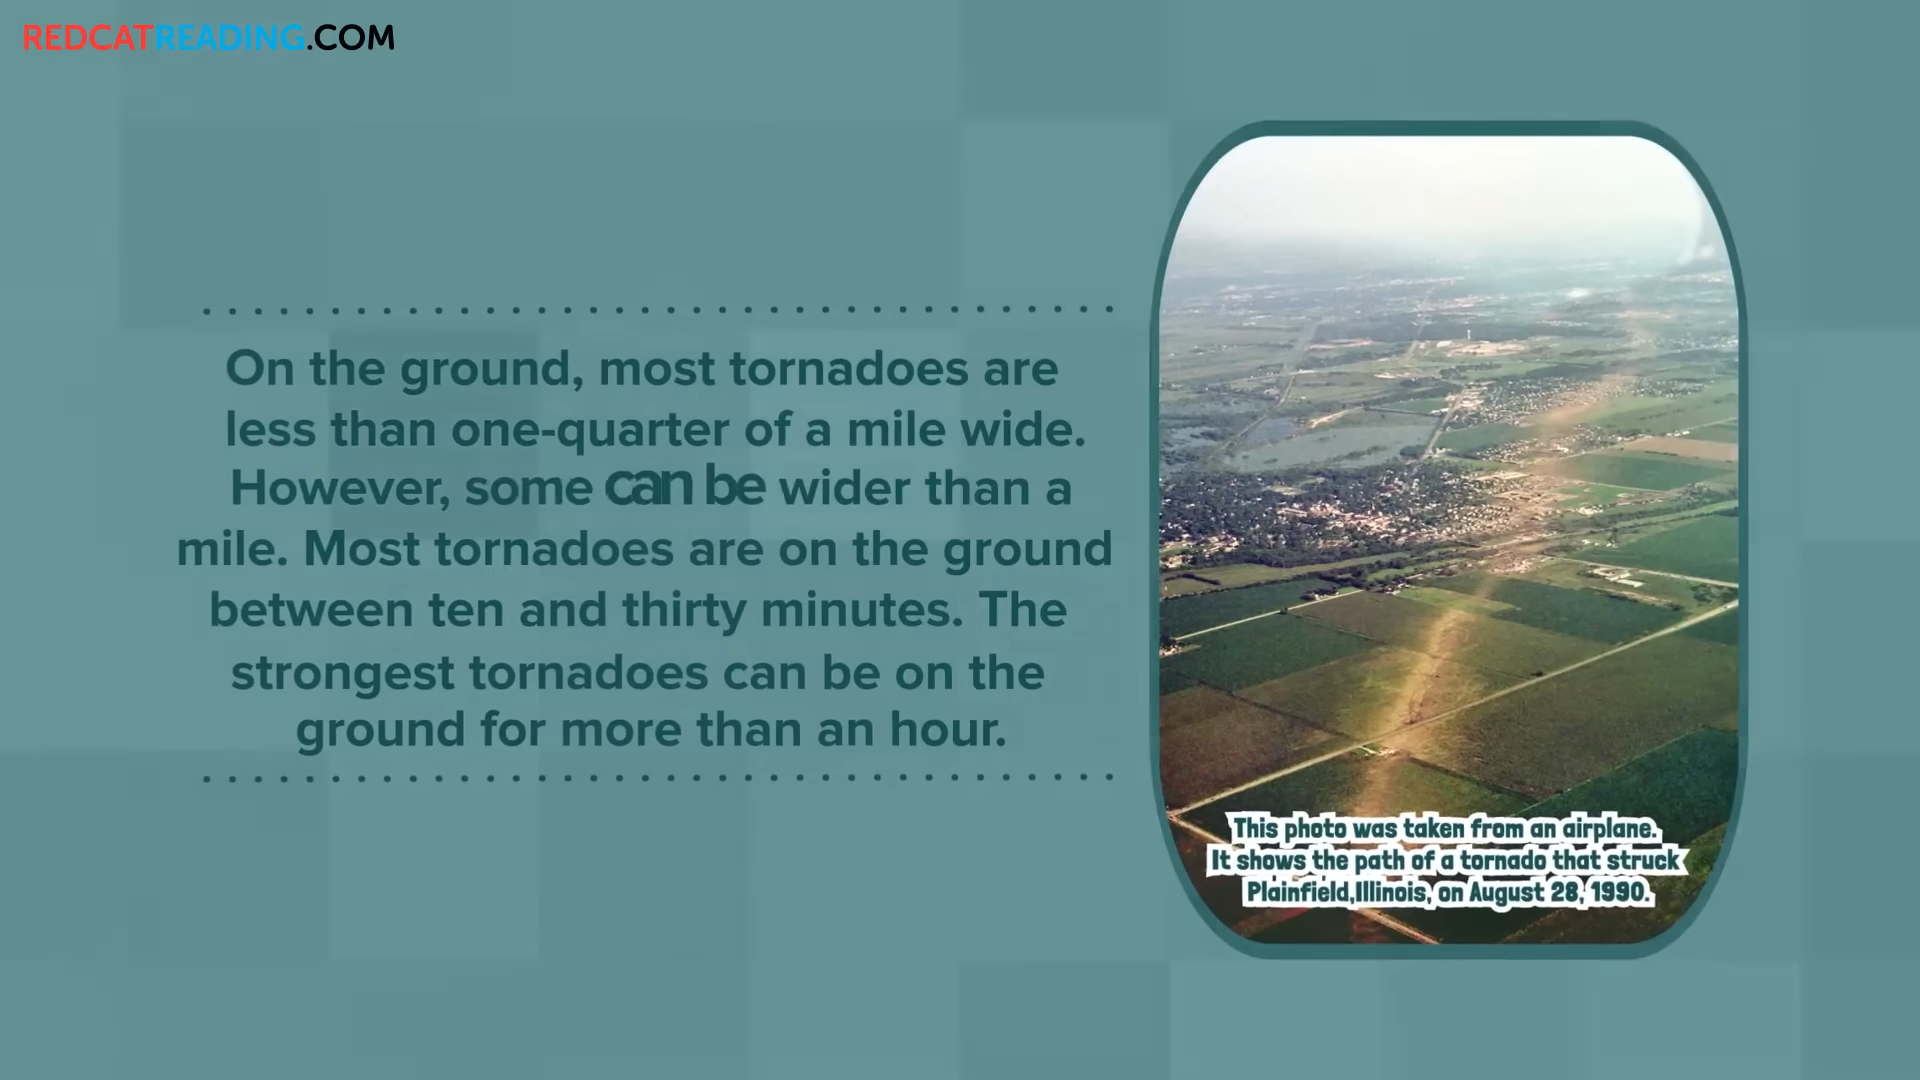 REDCATREADING.COM
On the ground, most tornadoes are
less than one-quarter of a mile wide.
However, some can be wider than a
mile. Most tornadoes are on the ground
between ten and thirty minutes. The
strongest tornadoes can be on the
ground for more than an hour.
This photo was taken from an airplane.
It shows the path of a tornado that struck
Plainfield,Illinois, on August 28, 1990.